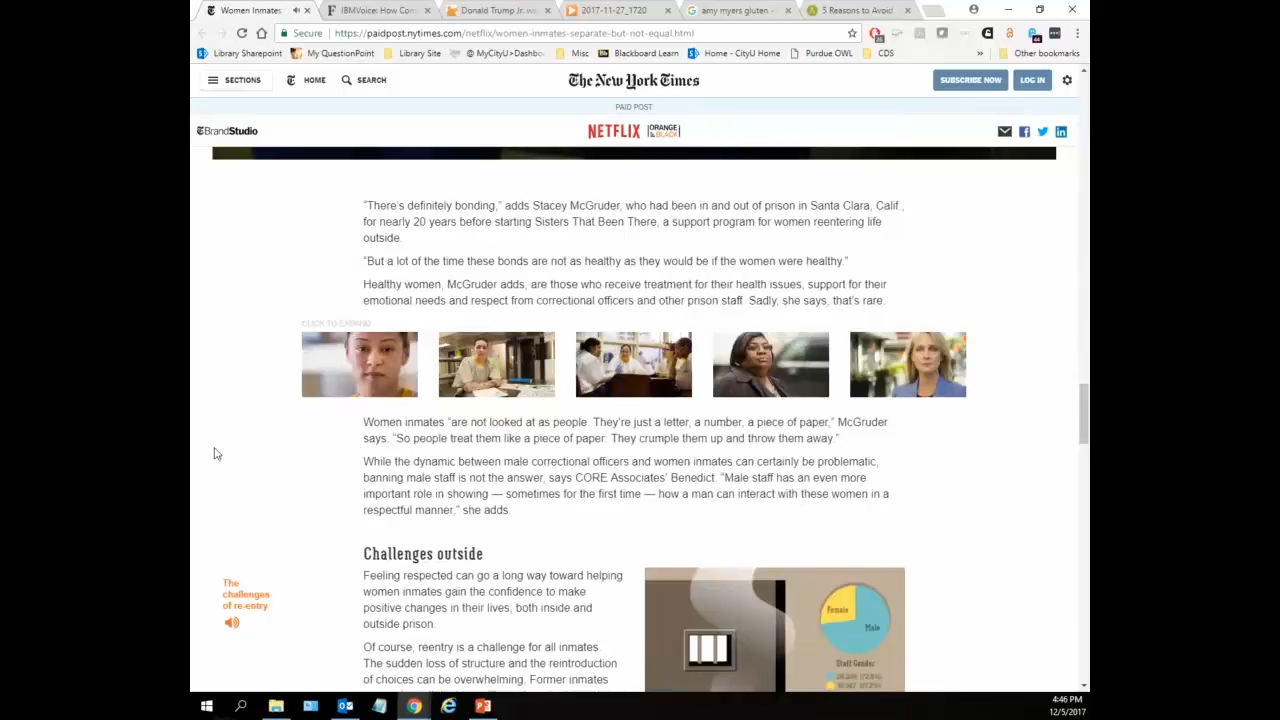 Women Inmates
IBMVoice: How Con
Donald Trump Jr. w
2017-11-27_1720
amy myers gluten
5 Reasons to Avoid
Secure
https://paidpost.nytimes.com/netflix/women-inmates-separate-but-not-equal.html
Library Sharepoint
My QuestionPoint
Library Site
@ MyCityU>Dashbo
Misc
Blackboard Learn
Home - CityU Home
Purdue OWL
CDS
»
Other bookmarks
SECTIONS
HOME
SEARCH
The New York Times
SUBSCRIBE NOW
LOG IN
PAID POST
TBrandStudio
NETFLIX
ORANGE
BLACK
“There’s definitely bonding,” adds Stacey McGruder, who had been in and out of prison in Santa Clara, Calif.,
for nearly 20 years before starting Sisters That Been There, a support program for women reentering life
outside.
“But a lot of the time these bonds are not as healthy as they would be if the women were healthy.”
Healthy women, McGruder adds, are those who receive treatment for their health issues, support for their
emotional needs and respect from correctional officers and other prison staff. Sadly, she says, that’s rare.
CLICK TO EXPAND
Women inmates “are not looked at as people. They’re just a letter, a number, a piece of paper,” McGruder
says. “So people treat them like a piece of paper. They crumple them up and throw them away.”
While the dynamic between male correctional officers and women inmates can certainly be problematic,
banning male staff is not the answer, says CORE Associates’ Benedict. “Male staff has an even more
important role in showing — sometimes for the first time — how a man can interact with these women in a
respectful manner,” she adds.
Challenges outside
The
challenges
of re-entry
Feeling respected can go a long way toward helping
women inmates gain the confidence to make
positive changes in their lives, both inside and
outside prison.
Of course, reentry is a challenge for all inmates.
The sudden loss of structure and the reintroduction
of choices can be overwhelming. Former inmates
Female
Male
Staff Gender
4:46 PM
12/5/2017